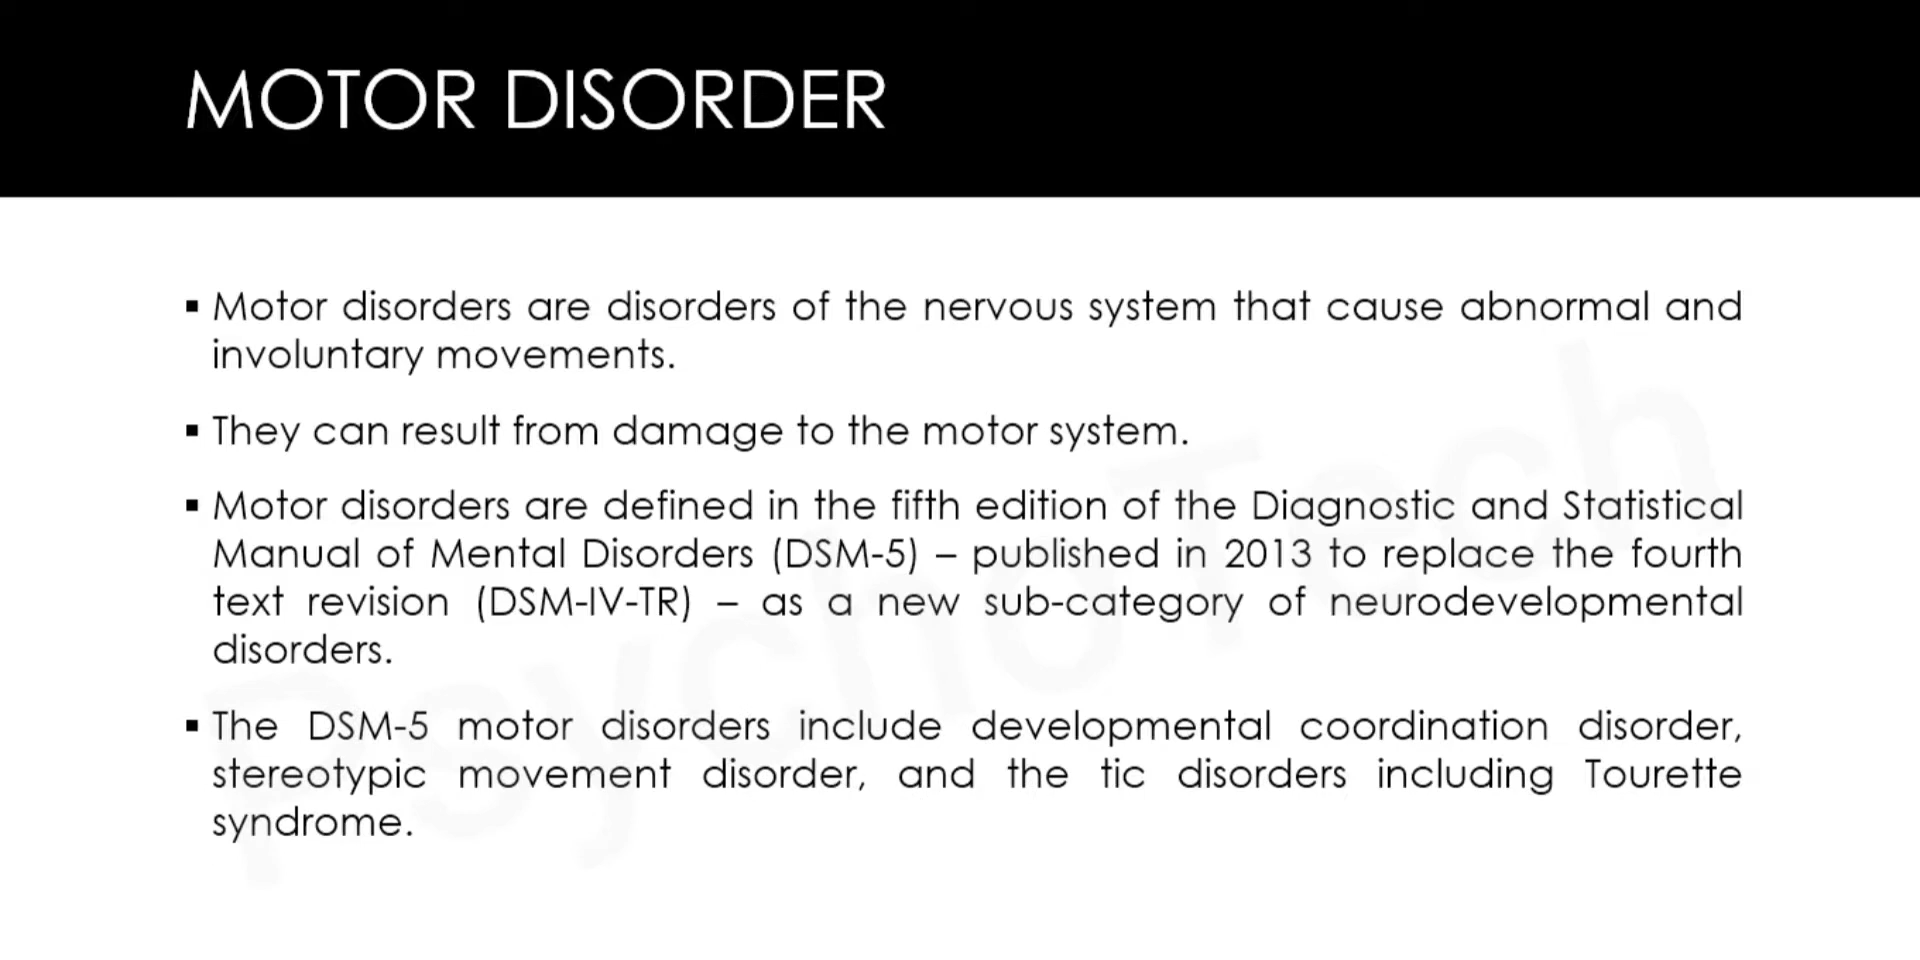 MOTOR DISORDER
▪ Motor disorders are disorders of the nervous system that cause abnormal and
involuntary movements.
▪ They can result from damage to the motor system.
▪ Motor disorders are defined in the fifth edition of the Diagnostic and Statistical
Manual of Mental Disorders (DSM-5) – published in 2013 to replace the fourth
text revision (DSM-IV-TR) – as a new sub-category of neurodevelopmental
disorders.
▪ The DSM-5 motor disorders include developmental coordination disorder,
stereotypic movement disorder, and the tic disorders including Tourette
syndrome.
PsychoTech